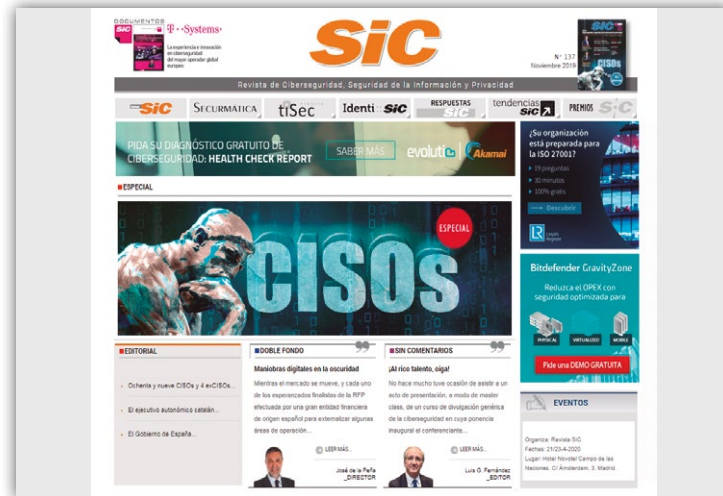 DOCUMENTOS
SiC
T··Systems·
La experiencia e innovación
en ciberseguridad
del mayor operador global
europeo
SiC
Nº 137
Noviembre 2019
SiC
CISOs
Revista de Ciberseguridad, Seguridad de la Información y Privacidad
SiC
SECURMÁTICA
tiSec
Identi SiC
RESPUESTAS
SiC
tendencias
SiC
PREMIOS SiC
PIDA SU DIAGNÓSTICO GRATUITO DE
CIBERSEGURIDAD: HEALTH CHECK REPORT
SABER MÁS
evolutio
Akamai
¿Su organización
está preparada para
la ISO 27001?
19 preguntas
30 minutos
100% gratis
Descubrir
LR
Lloyd's
Register
ESPECIAL
ESPECIAL
CISOs
Bitdefender GravityZone
Reduzca el OPEX con
seguridad optimizada para
PHYSICAL
VIRTUALIZED
MOBILE
Pide una DEMO GRATUITA
EDITORIAL
Ochenta y nueve CISOs y 4 exCISOs...
El ejecutivo autonómico catalán...
El Gobierno de España...
DOBLE FONDO
Maniobras digitales en la oscuridad
Mientras el mercado se mueve, y cada uno
de los esperanzados finalistas de la RFP
efectuada por una gran entidad financiera
de origen español para externalizar algunas
áreas de operación...
LEER MÁS...
José de la Peña
_DIRECTOR
SIN COMENTARIOS
¡Al rico talento, oiga!
No hace mucho tuve ocasión de asistir a un
acto de presentación, a modo de master
class, de un curso de divulgación genérica
de la ciberseguridad en cuya ponencia
inaugural el conferenciante...
LEER MÁS...
Luis G. Fernández
_EDITOR
EVENTOS
Organiza: Revista SIC
Fechas: 21/23-4-2020
Lugar: Hotel Novotel Campo de las
Naciones. C/ Ámsterdam, 3. Madrid.